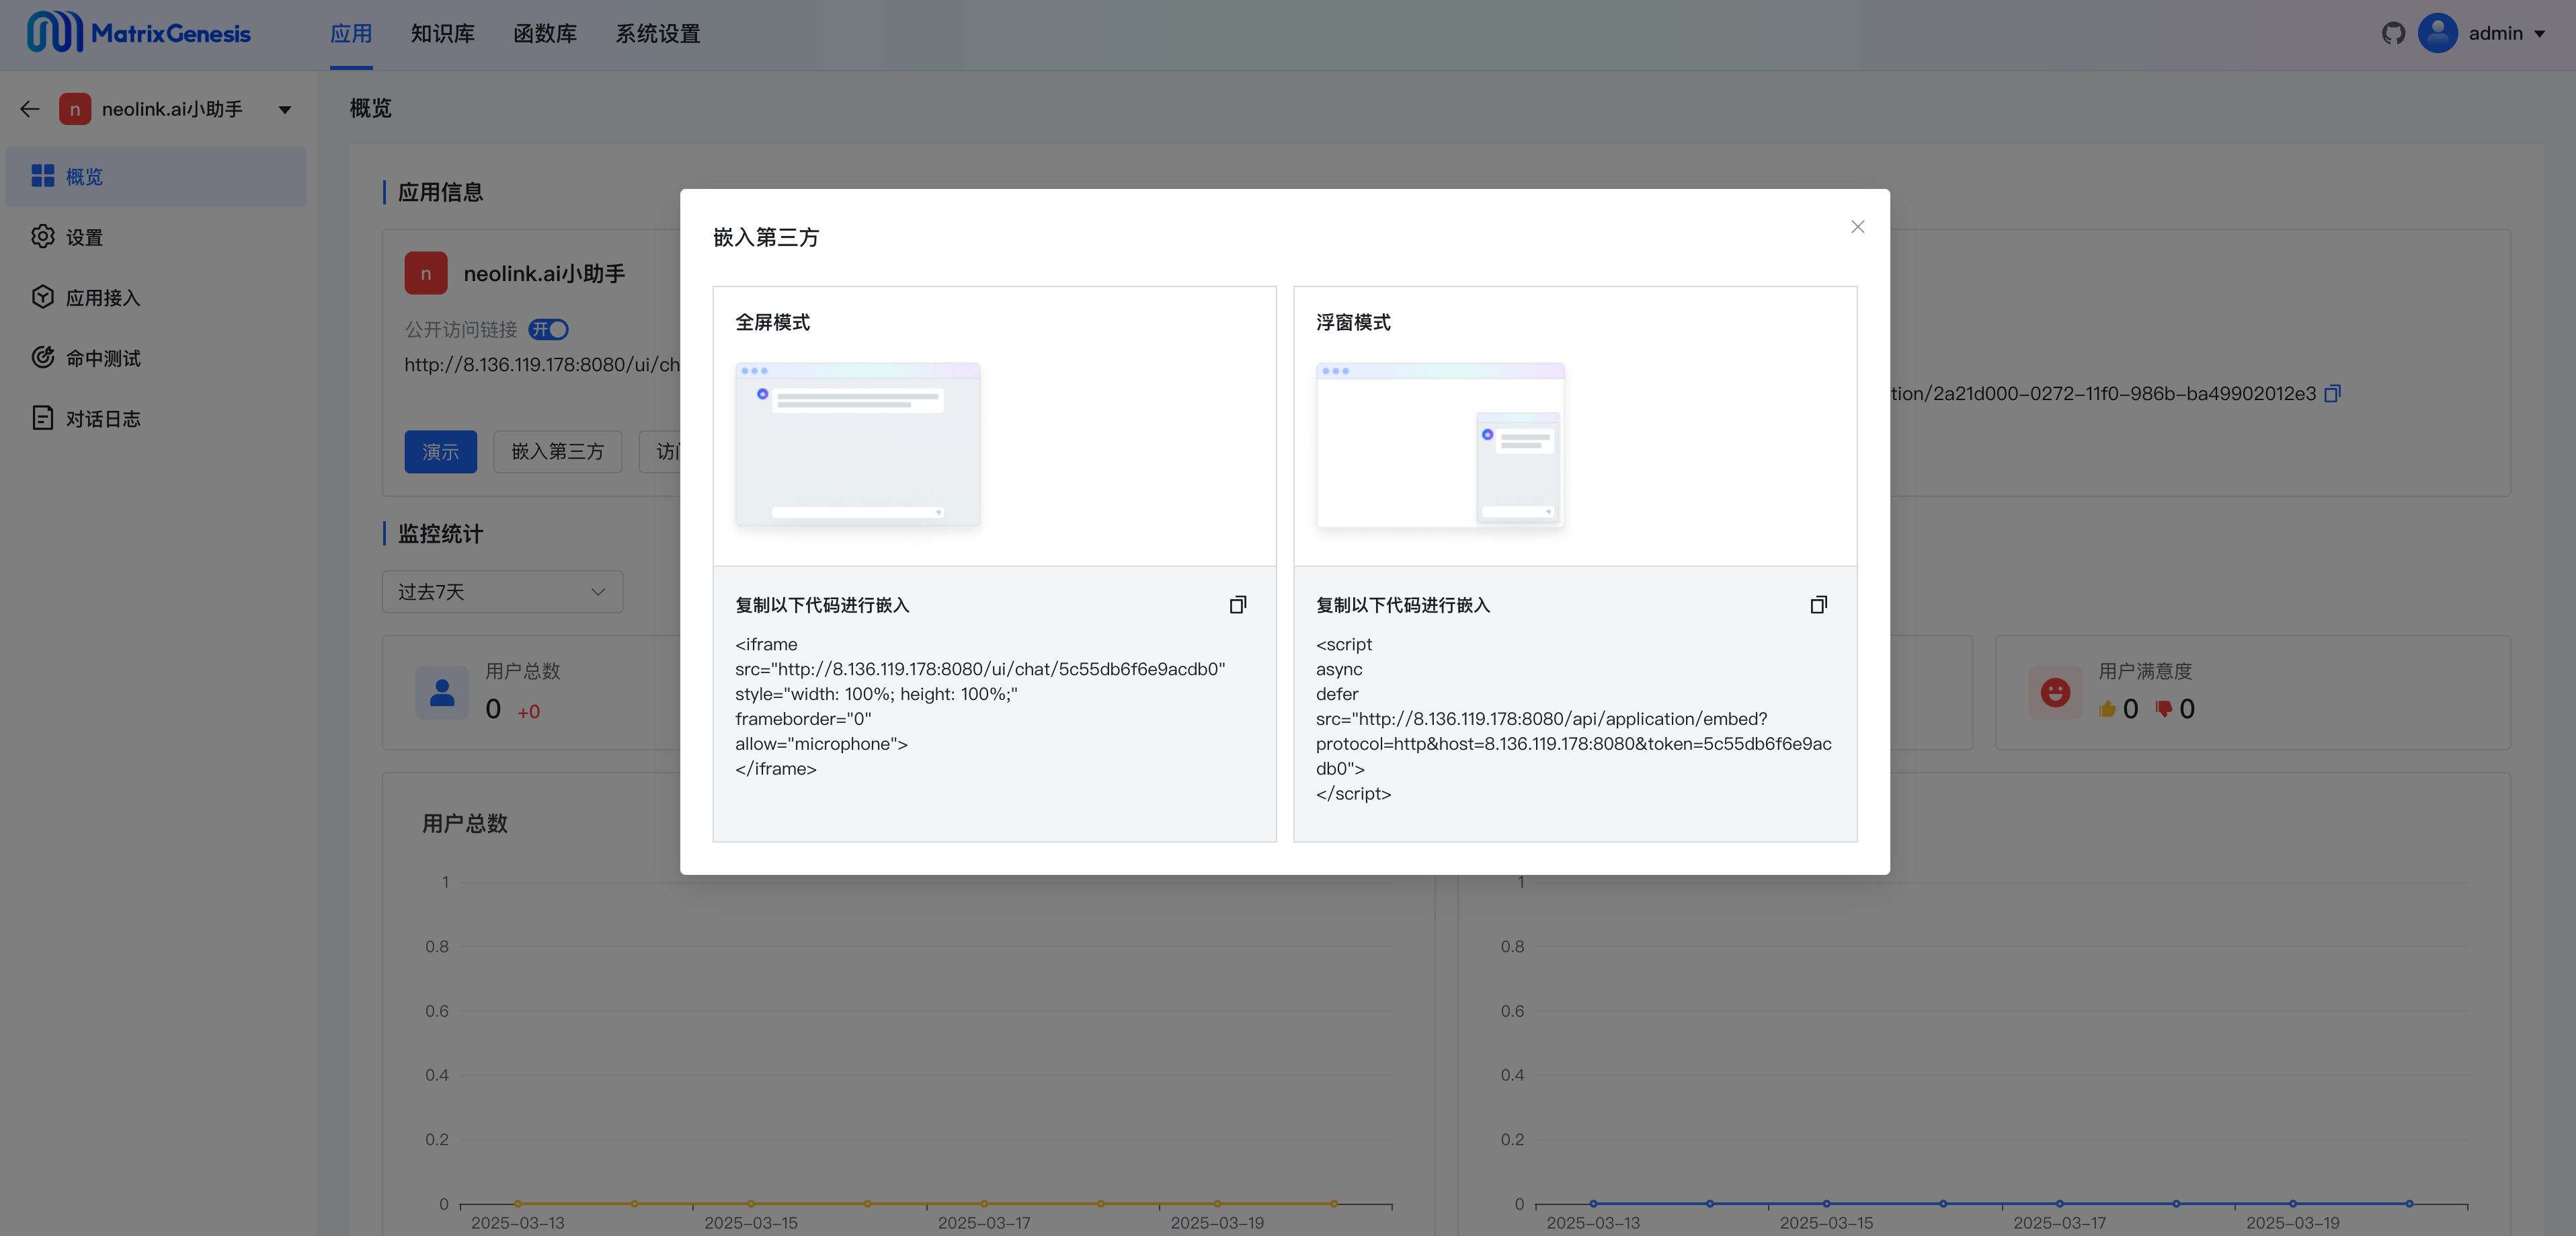 MatrixGenesis
应用
知识库
函数库
系统设置
admin
n
neolink.ai小助手
概览
设置
应用接入
命中测试
对话日志
概览
应用信息
n
neolink.ai小助手
公开访问链接 开
http://8.136.119.178:8080/ui/ch
tion/2a21d000-0272-11f0-986b-ba49902012e3
演示
嵌入第三方
监控统计
过去7天
用户总数
0 +0
用户满意度
0 0
嵌入第三方
全屏模式
复制以下代码进行嵌入
<iframe
src="http://8.136.119.178:8080/ui/chat/5c55db6f6e9acdb0"
style="width: 100%; height: 100%;"
frameborder="0"
allow="microphone">
</iframe>
浮窗模式
复制以下代码进行嵌入
<script
async
defer
src="http://8.136.119.178:8080/api/application/embed?
protocol=http&host=8.136.119.178:8080&token=5c55db6f6e9ac
db0">
</script>
用户总数
1
0.8
0.6
0.4
0.2
0
2025-03-13
2025-03-15
2025-03-17
2025-03-19
1
0.8
0.6
0.4
0.2
0
2025-03-13
2025-03-15
2025-03-17
2025-03-19